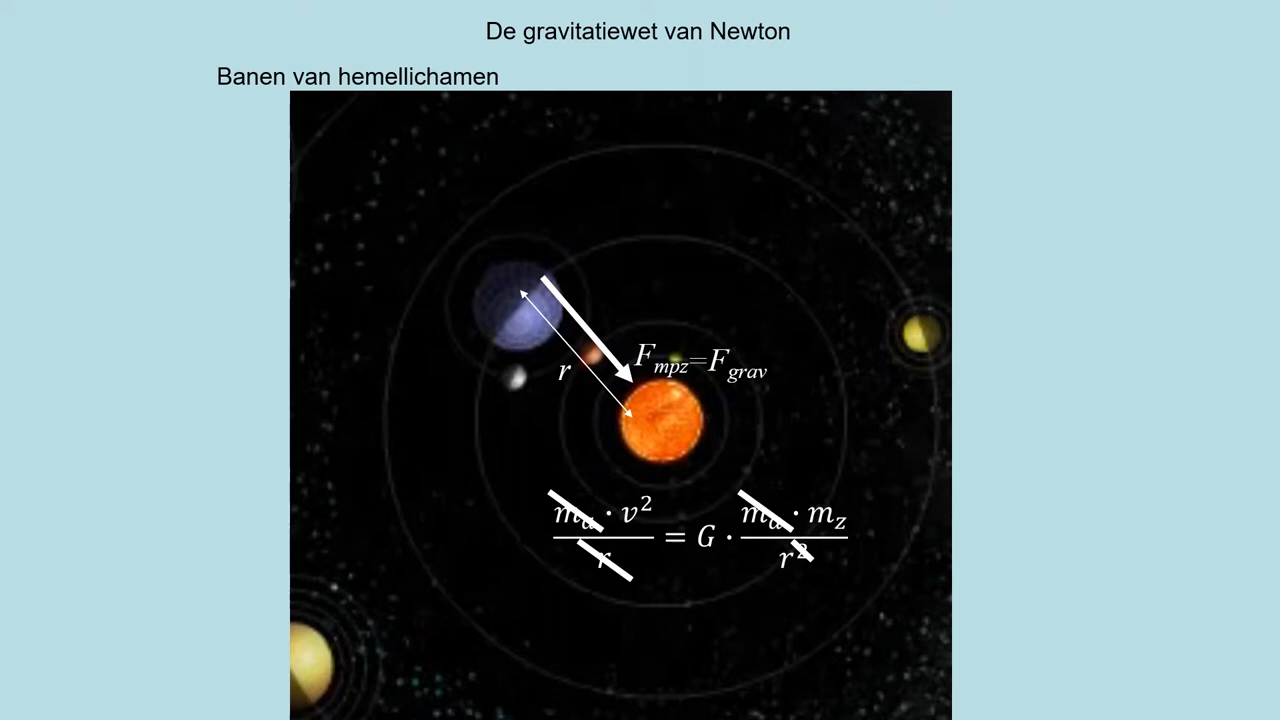 De gravitatiewet van Newton
Banen van hemellichamen
F_mpz=F_grav
r
m_a · v² / r = G · m_a · m_z / r²